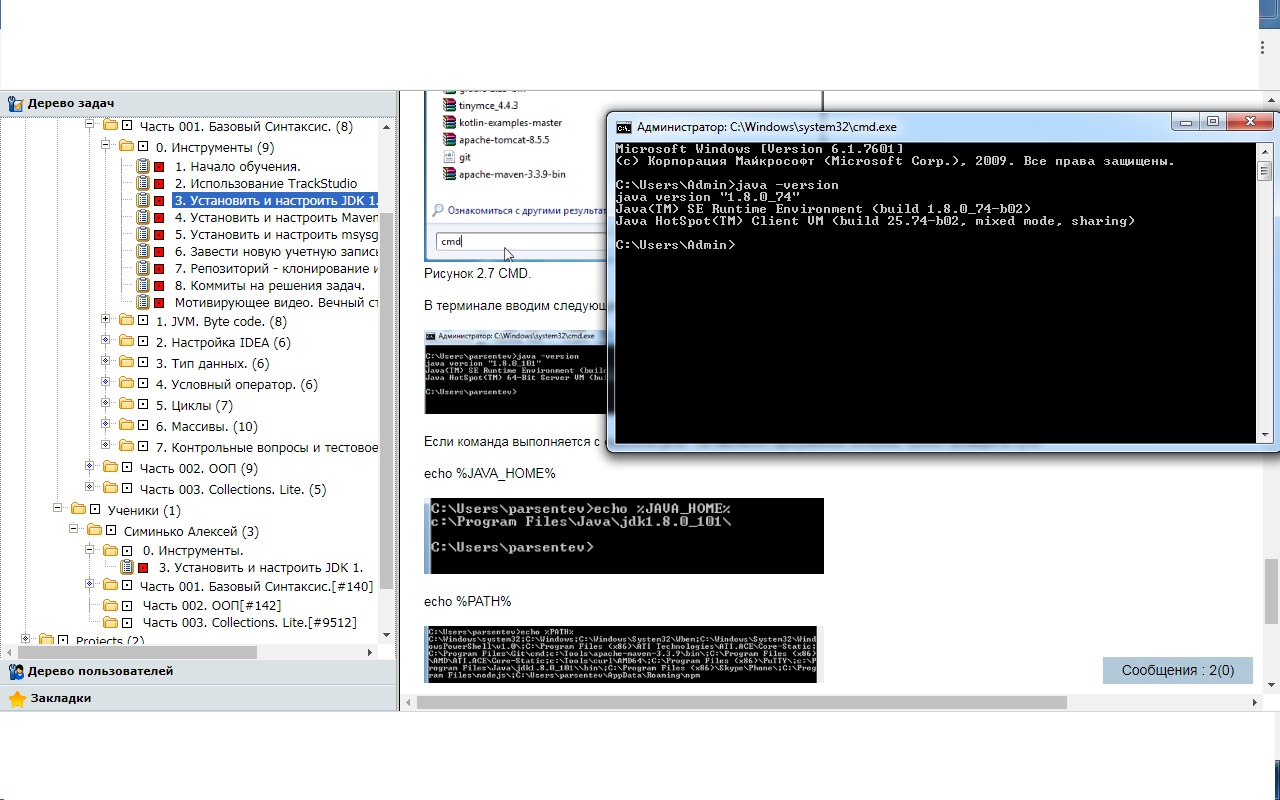 Дерево задач
Часть 001. Базовый Синтаксис. (8)
0. Инструменты (9)
1. Начало обучения.
2. Использование TrackStudio
3. Установить и настроить JDK 1.
4. Установить и настроить Maven
5. Установить и настроить msysg
6. Завести новую учетную запись
7. Репозиторий - клонирование и
8. Коммиты на решения задач.
Мотивирующее видео. Вечный ст
1. JVM. Byte code. (8)
2. Настройка IDEA (6)
3. Тип данных. (6)
4. Условный оператор. (6)
5. Циклы (7)
6. Массивы. (10)
7. Контрольные вопросы и тестовое
Часть 002. ООП (9)
Часть 003. Collections. Lite. (5)
Ученики (1)
Симинько Алексей (3)
0. Инструменты.
3. Установить и настроить JDK 1.
Часть 001. Базовый Синтаксис.[#140]
Часть 002. ООП[#142]
Часть 003. Collections. Lite.[#9512]
Projects (2)
Дерево пользователей
Закладки
tinymce_4.4.3
kotlin-examples-master
apache-tomcat-8.5.5
git
apache-maven-3.3.9-bin
Ознакомиться с другими результат
cmd
Рисунок 2.7 CMD.
В терминале вводим следующ
Администратор: C:\Windows\system32\cmd.exe
C:\Users\parsentev>java -version
java version "1.8.0_101"
Java(TM) SE Runtime Environment (buil
Java HotSpot(TM) 64-Bit Server VM (bui
C:\Users\parsentev>
Если команда выполняется с
echo %JAVA_HOME%
C:\Users\parsentev>echo %JAVA_HOME%
c:\Program Files\Java\jdk1.8.0_101\
C:\Users\parsentev>
echo %PATH%
C:\Users\parsentev>echo %PATH%
C:\Windows\system32;C:\Windows;C:\Windows\System32\Wbem;C:\Windows\System32\Wind
owsPowerShell\v1.0\;C:\Program Files (x86)\ATI Technologies\ATI.ACE\Core-Static;
C:\Program Files\Git\cmd;c:\Tools\apache-maven-3.3.9\bin\;C:\Program Files (x86)
\AMD\ATI.ACE\Core-Static;c:\Tools\curl\AMD64\;C:\Program Files (x86)\PuTTY\;c:\P
rogram Files\Java\jdk1.8.0_101\\bin\;C:\Program Files (x86)\Skype\Phone\;C:\Prog
ram Files\nodejs\;C:\Users\parsentev\AppData\Roaming\npm
Администратор: C:\Windows\system32\cmd.exe
Microsoft Windows [Version 6.1.7601]
(c) Корпорация Майкрософт (Microsoft Corp.), 2009. Все права защищены.
C:\Users\Admin>java -version
java version "1.8.0_74"
Java(TM) SE Runtime Environment (build 1.8.0_74-b02)
Java HotSpot(TM) Client VM (build 25.74-b02, mixed mode, sharing)
C:\Users\Admin>
Сообщения : 2(0)